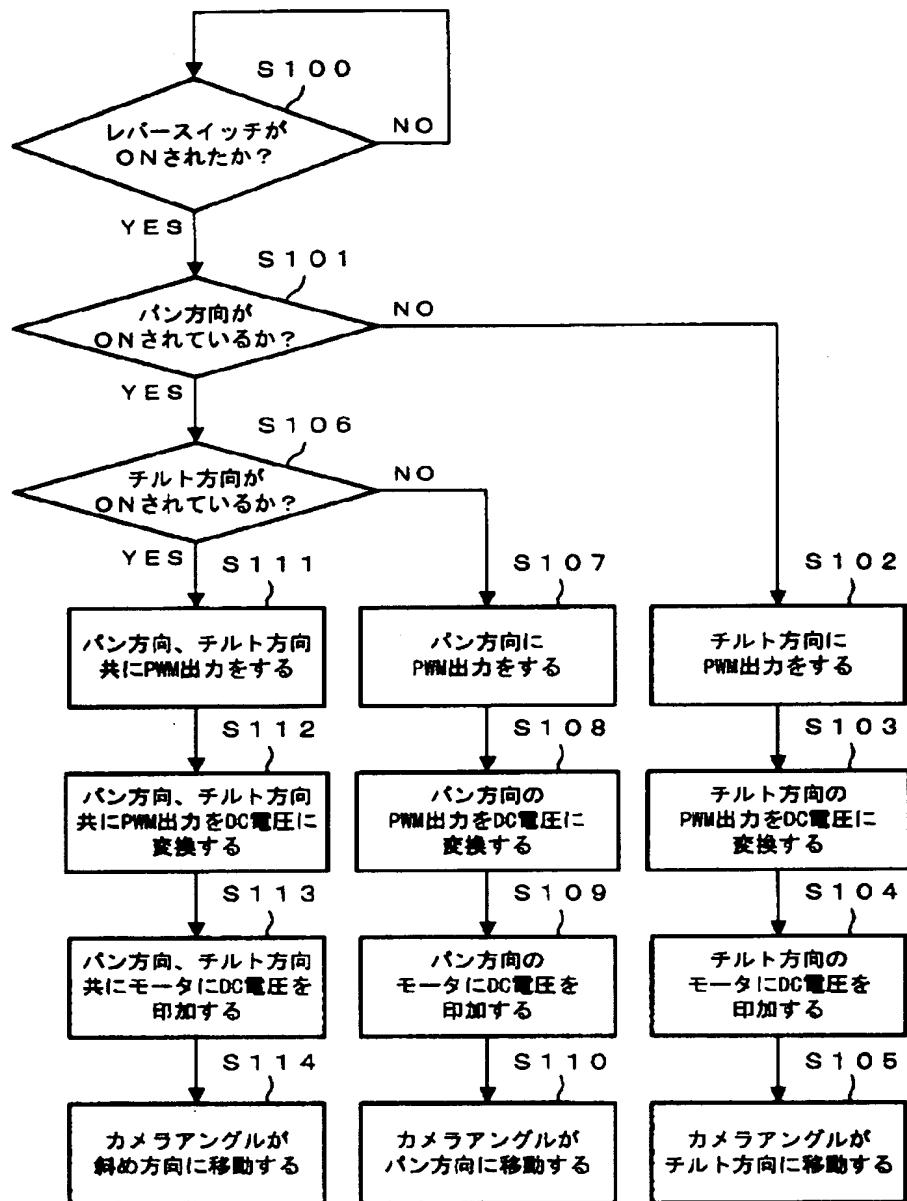 S100
レバースイッチが
ONされたか?
NO
YES
S101
パン方向が
ONされているか?
NO
YES
S106
チルト方向が
ONされているか?
NO
YES
S111
パン方向、チルト方向
共にPWM出力をする
S112
パン方向、チルト方向
共にPWM出力をDC電圧に
変換する
S113
パン方向、チルト方向
共にモータにDC電圧を
印加する
S114
カメラアングルが
斜め方向に移動する
S107
パン方向に
PWM出力をする
S108
パン方向の
PWM出力をDC電圧に
変換する
S109
パン方向の
モータにDC電圧を
印加する
S110
カメラアングルが
パン方向に移動する
S102
チルト方向に
PWM出力をする
S103
チルト方向の
PWM出力をDC電圧に
変換する
S104
チルト方向の
モータにDC電圧を
印加する
S105
カメラアングルが
チルト方向に移動する